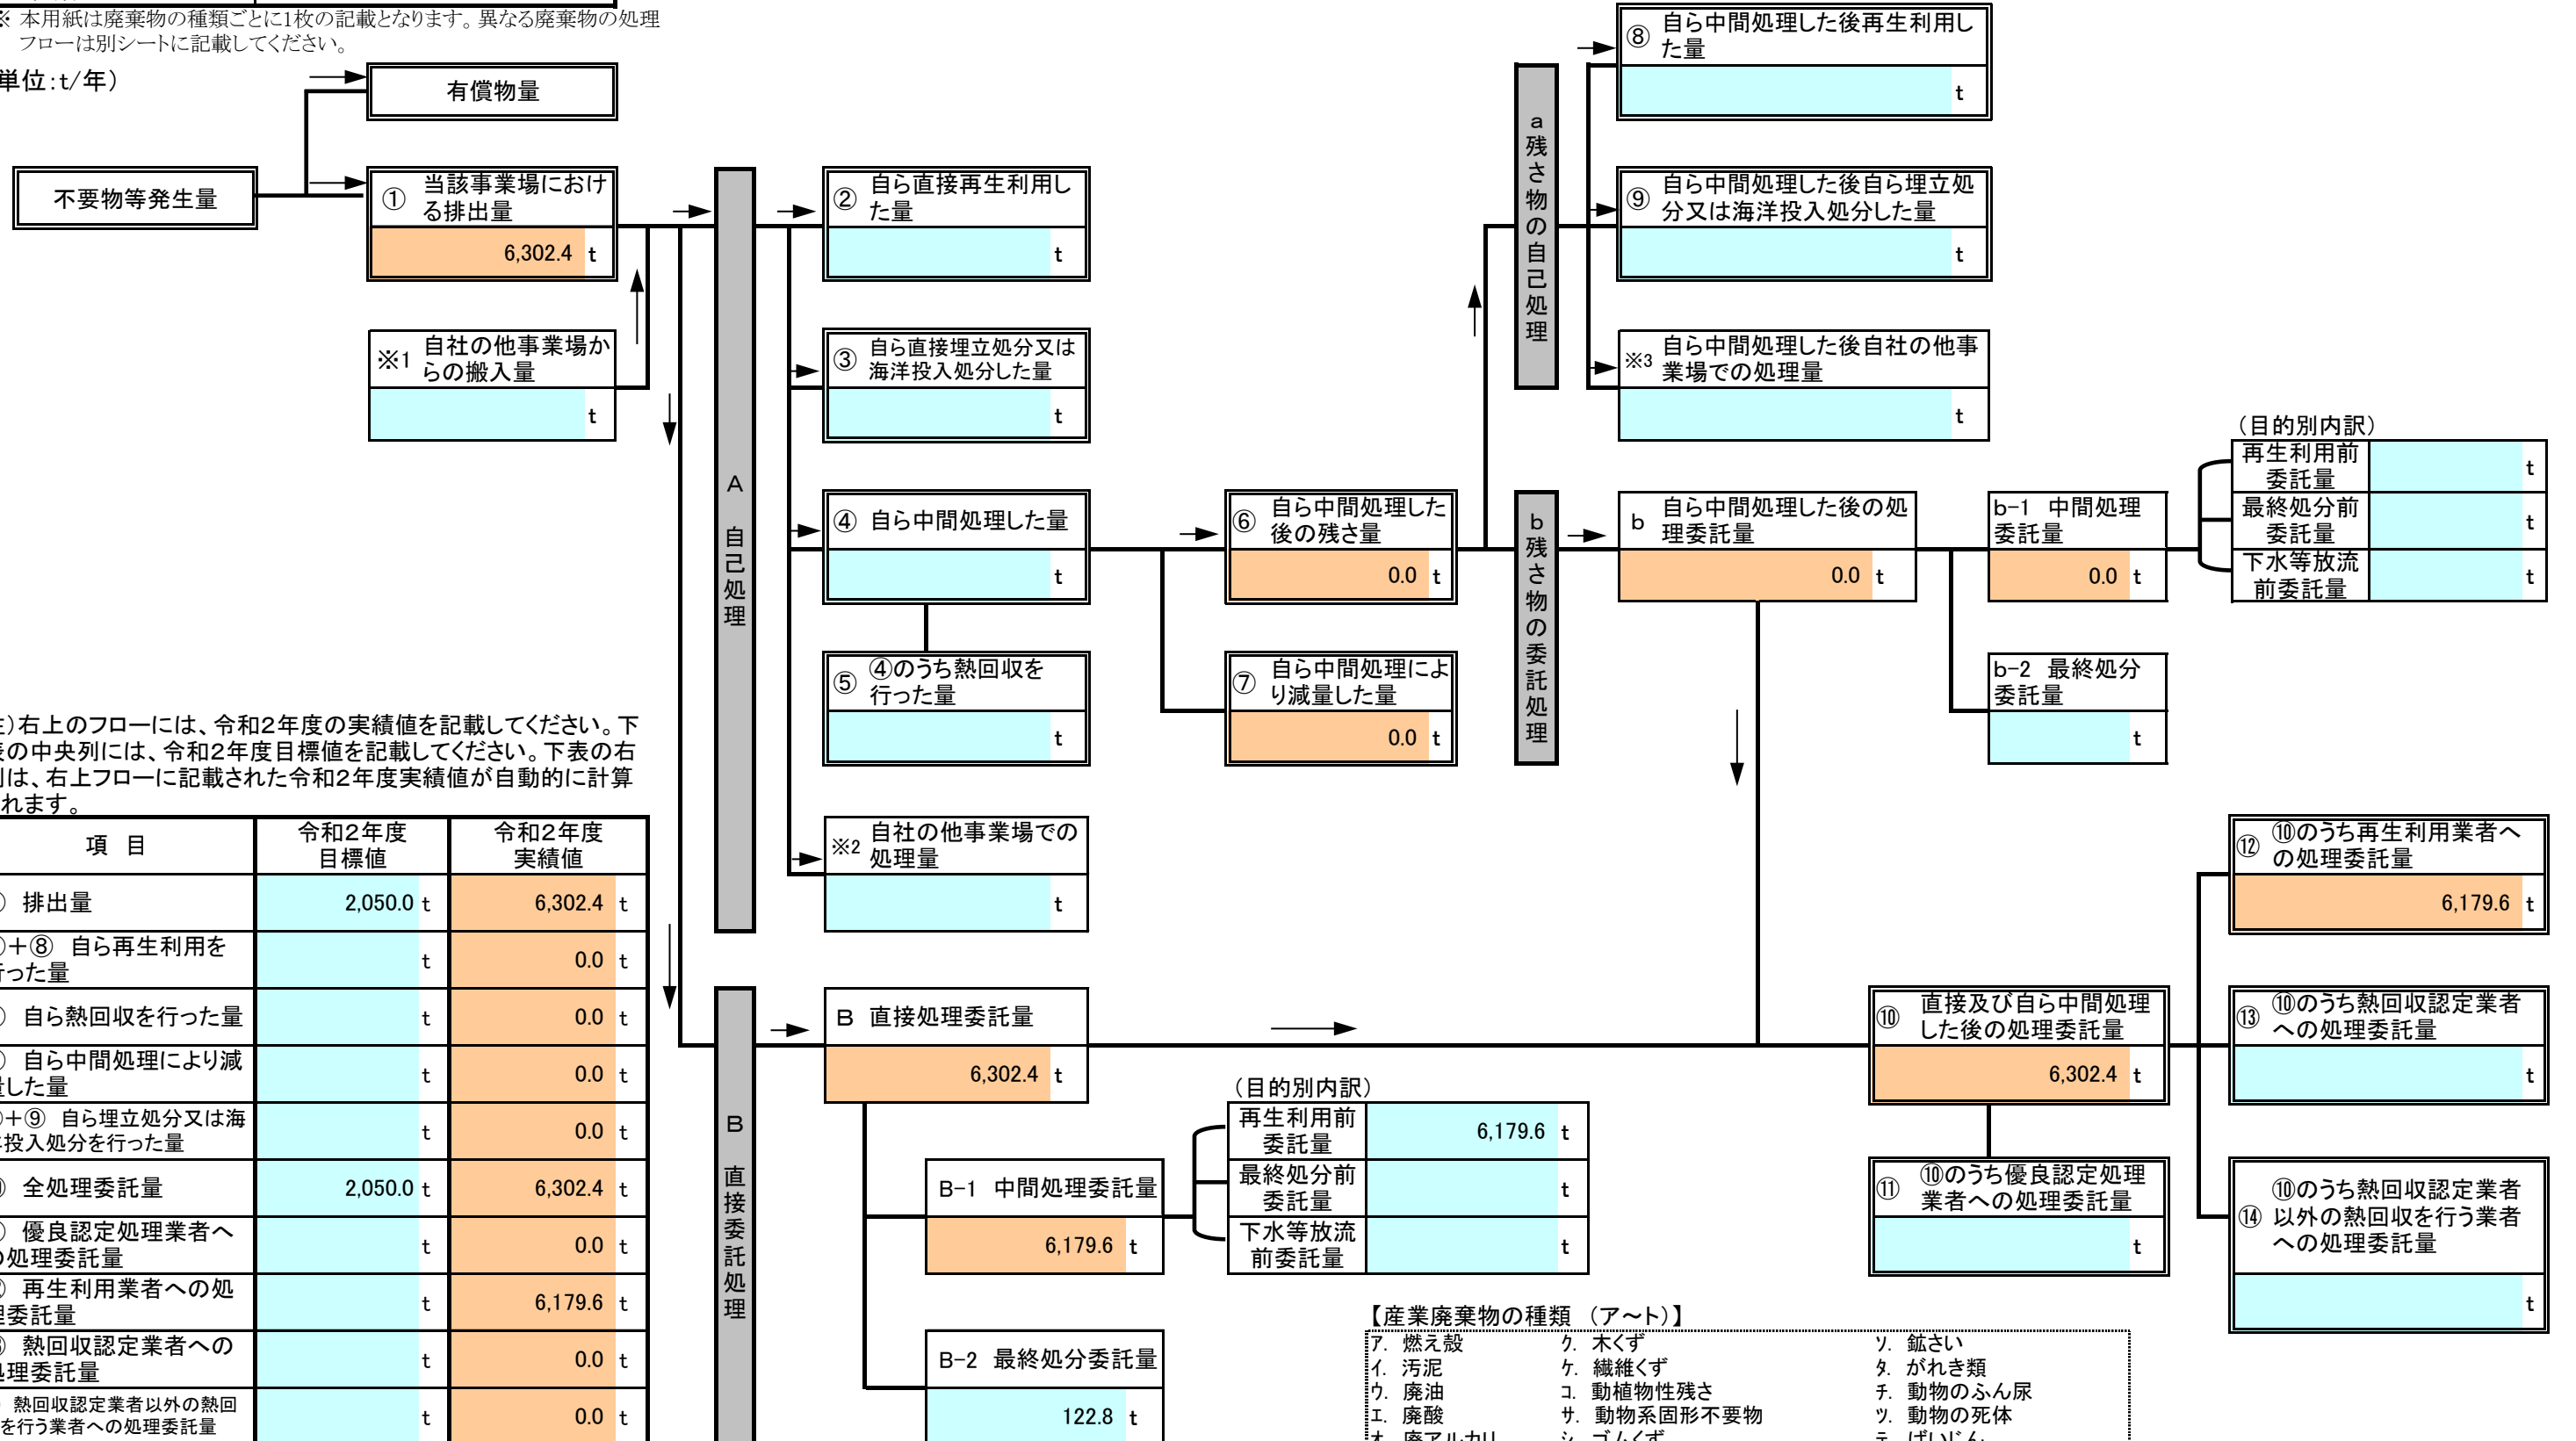 ※ 本用紙は廃棄物の種類ごとに1枚の記載となります。異なる廃棄物の処理
フローは別シートに記載してください。
単位：t/年）
有償物量
不要物等発生量
① 当該事業場におけ
る排出量
6,302.4 t
※1 自社の他事業場か
らの搬入量
t
A 自己処理
② 自ら直接再生利用し
た量
t
③ 自ら直接埋立処分又は
海洋投入処分した量
t
④ 自ら中間処理した量
t
⑤ ④のうち熱回収を
行った量
t
※2 自社の他事業場での
処理量
t
⑥ 自ら中間処理した
後の残さ量
0.0 t
⑦ 自ら中間処理によ
り減量した量
0.0 t
a残さ物の自己処理
⑧ 自ら中間処理した後再生利用し
た量
t
⑨ 自ら中間処理した後自ら埋立処
分又は海洋投入処分した量
t
※3 自ら中間処理した後自社の他事
業場での処理量
t
b残さ物の委託処理
b 自ら中間処理した後の処
理委託量
0.0 t
b-1 中間処理
委託量
0.0 t
b-2 最終処分
委託量
t
（目的別内訳）
再生利用前
委託量
t
最終処分前
委託量
t
下水等放流
前委託量
t
）右上のフローには、令和２年度の実績値を記載してください。下
の中央列には、令和２年度目標値を記載してください。下表の右
は、右上フローに記載された令和２年度実績値が自動的に計算
れます。
項 目
令和２年度
目標値
令和２年度
実績値
排出量 2,050.0 t 6,302.4 t
＋⑧ 自ら再生利用を
った量
t 0.0 t
自ら熱回収を行った量 t 0.0 t
自ら中間処理により減
した量
t 0.0 t
＋⑨ 自ら埋立処分又は海
投入処分を行った量
t 0.0 t
全処理委託量 2,050.0 t 6,302.4 t
優良認定処理業者へ
の処理委託量
t 0.0 t
再生利用業者への処
委託量
t 6,179.6 t
熱回収認定業者への
処理委託量
t 0.0 t
熱回収認定業者以外の熱回
を行う業者への処理委託量
t 0.0 t
B 直接委託処理
B 直接処理委託量
6,302.4 t
B-1 中間処理委託量
6,179.6 t
B-2 最終処分委託量
122.8 t
（目的別内訳）
再生利用前
委託量
6,179.6 t
最終処分前
委託量
t
下水等放流
前委託量
t
⑩ 直接及び自ら中間処理
した後の処理委託量
6,302.4 t
⑪ ⑩のうち優良認定処理
業者への処理委託量
t
⑫ ⑩のうち再生利用業者へ
の処理委託量
6,179.6 t
⑬ ⑩のうち熱回収認定業者
への処理委託量
t
⑭ ⑩のうち熱回収認定業者
以外の熱回収を行う業者
への処理委託量
t
【産業廃棄物の種類 （ア～ト）】
ア. 燃え殻 ク. 木くず ソ. 鉱さい
イ. 汚泥 ケ. 繊維くず タ. がれき類
ウ. 廃油 コ. 動植物性残さ チ. 動物のふん尿
エ. 廃酸 サ. 動物系固形不要物 ツ. 動物の死体
オ. 廃アルカリ シ. ゴムくず テ. ばいじん